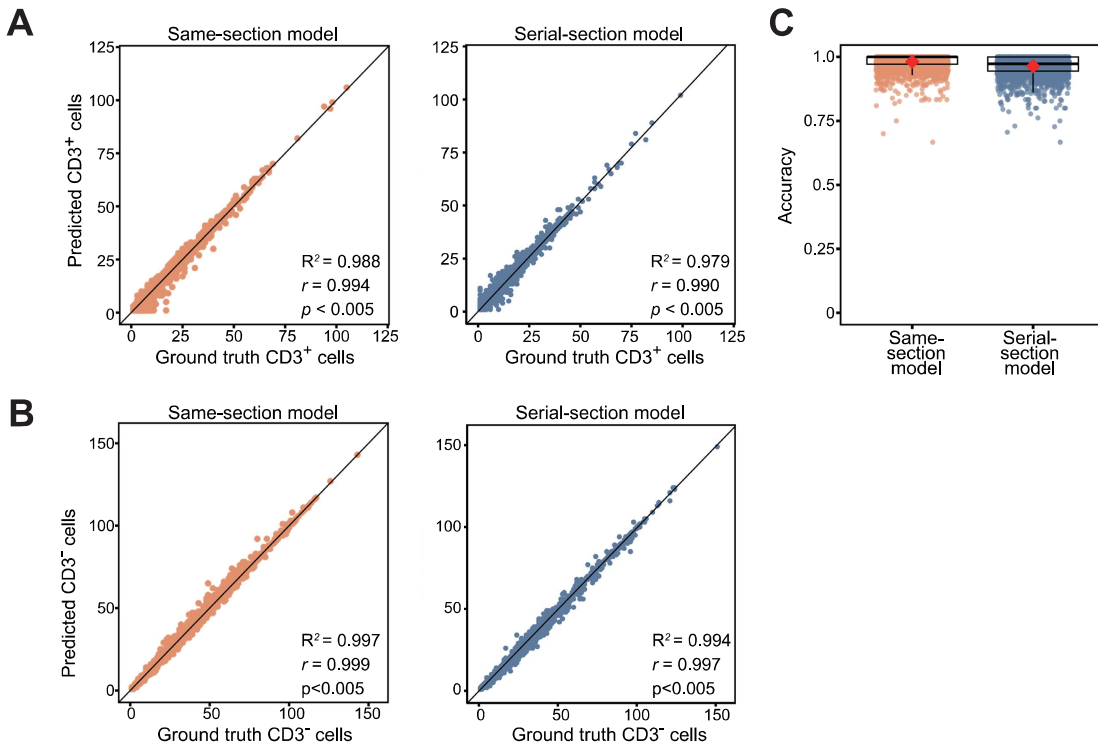 A
Same-section model
Predicted CD3⁺ cells
125
100
75
50
25
0
R² = 0.988
r = 0.994
p < 0.005
0 25 50 75 100 125
Ground truth CD3⁺ cells
Serial-section model
125
100
75
50
25
0
R² = 0.979
r = 0.990
p < 0.005
0 25 50 75 100 125
Ground truth CD3⁺ cells
B
Same-section model
Predicted CD3⁻ cells
150
100
50
0
R² = 0.997
r = 0.999
p<0.005
0 50 100 150
Ground truth CD3⁻ cells
Serial-section model
150
100
50
0
R² = 0.994
r = 0.997
p<0.005
0 50 100 150
Ground truth CD3⁻ cells
C
Accuracy
1.0
0.75
0.5
0.25
0
Same-
section
model
Serial-
section
model